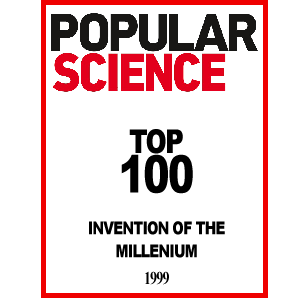 POPULAR
SCIENCE
TOP
100
INVENTION OF THE
MILLENIUM
1999